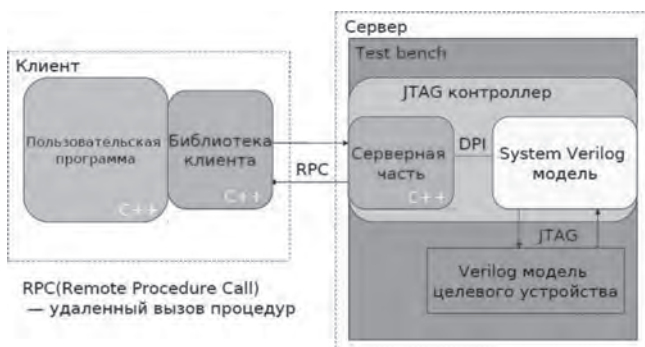 Сервер
Test bench
Клиент
JTAG контроллер
Пользовательская
программа
C++
Библиотека
клиента
C++
RPC
Серверная
часть
C++
DPI
System Verilog
модель
JTAG
Verilog модель
целевого устройства
RPC(Remote Procedure Call)
— удаленный вызов процедур